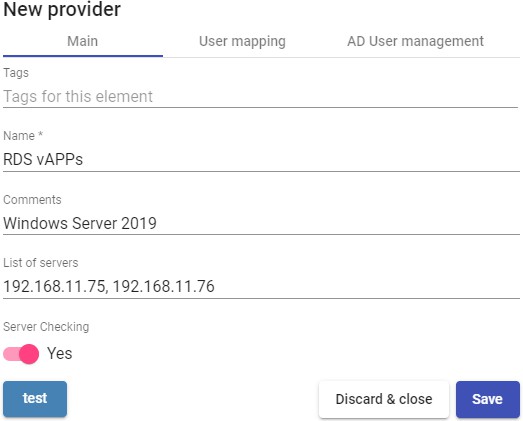 New provider
Main User mapping AD User management
Tags
Tags for this element
Name *
RDS vAPPs
Comments
Windows Server 2019
List of servers
192.168.11.75, 192.168.11.76
Server Checking
Yes
test Discard & close Save